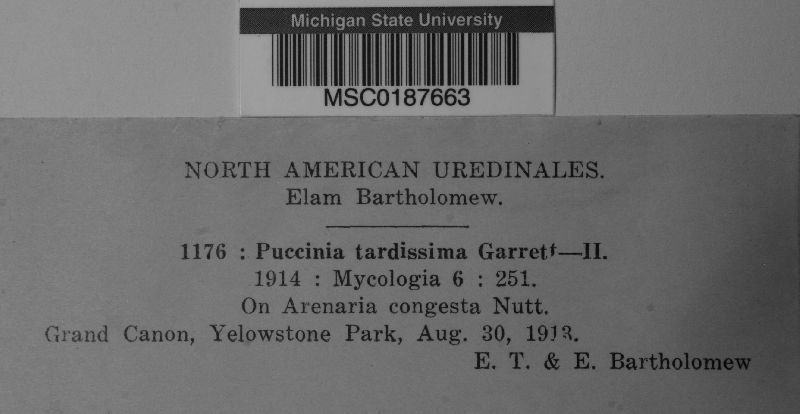 Michigan State University
MSC0187663
NORTH AMERICAN UREDINALES.
Elam Bartholomew.
1176 : Puccinia tardissima Garrett—II.
1914 : Mycologia 6 : 251.
On Arenaria congesta Nutt.
Grand Canon, Yelowstone Park, Aug. 30, 1913.
E. T. & E. Bartholomew